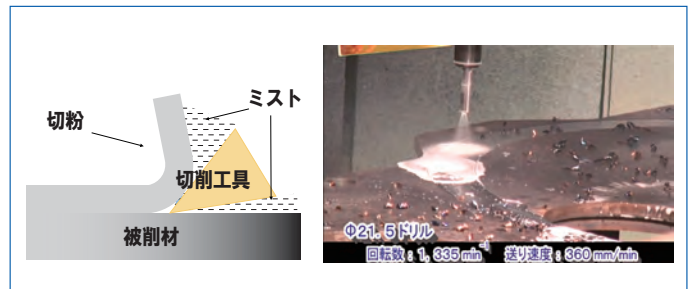 ミスト
切粉
切削工具
被削材
Φ21.5ドリル
回転数:1,335min⁻¹ 送り速度:360mm/min